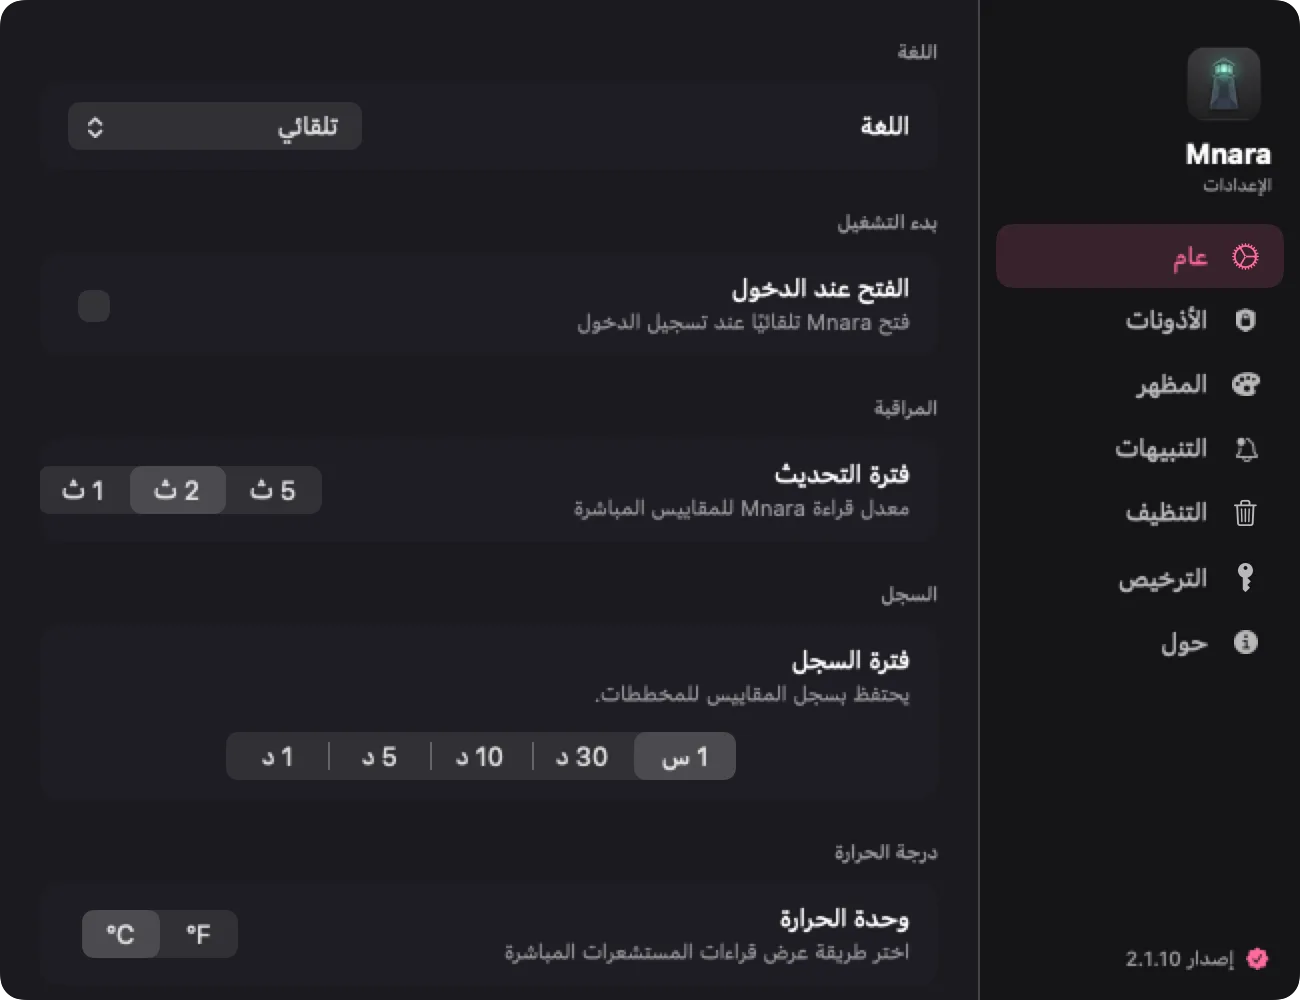 Mnara
الإعدادات
عام
الأذونات
المظهر
التنبيهات
التنظيف
الترخيص
حول
إصدار 2.1.10
اللغة
اللغة
تلقائي
بدء التشغيل
الفتح عند الدخول
فتح Mnara تلقائيًا عند تسجيل الدخول
المراقبة
فترة التحديث
معدل قراءة Mnara للمقاييس المباشرة
5 ث 2 ث 1 ث
السجل
فترة السجل
يحتفظ بسجل المقاييس للمخططات.
1 س 30 د 10 د 5 د 1 د
درجة الحرارة
وحدة الحرارة
اختر طريقة عرض قراءات المستشعرات المباشرة
°F °C